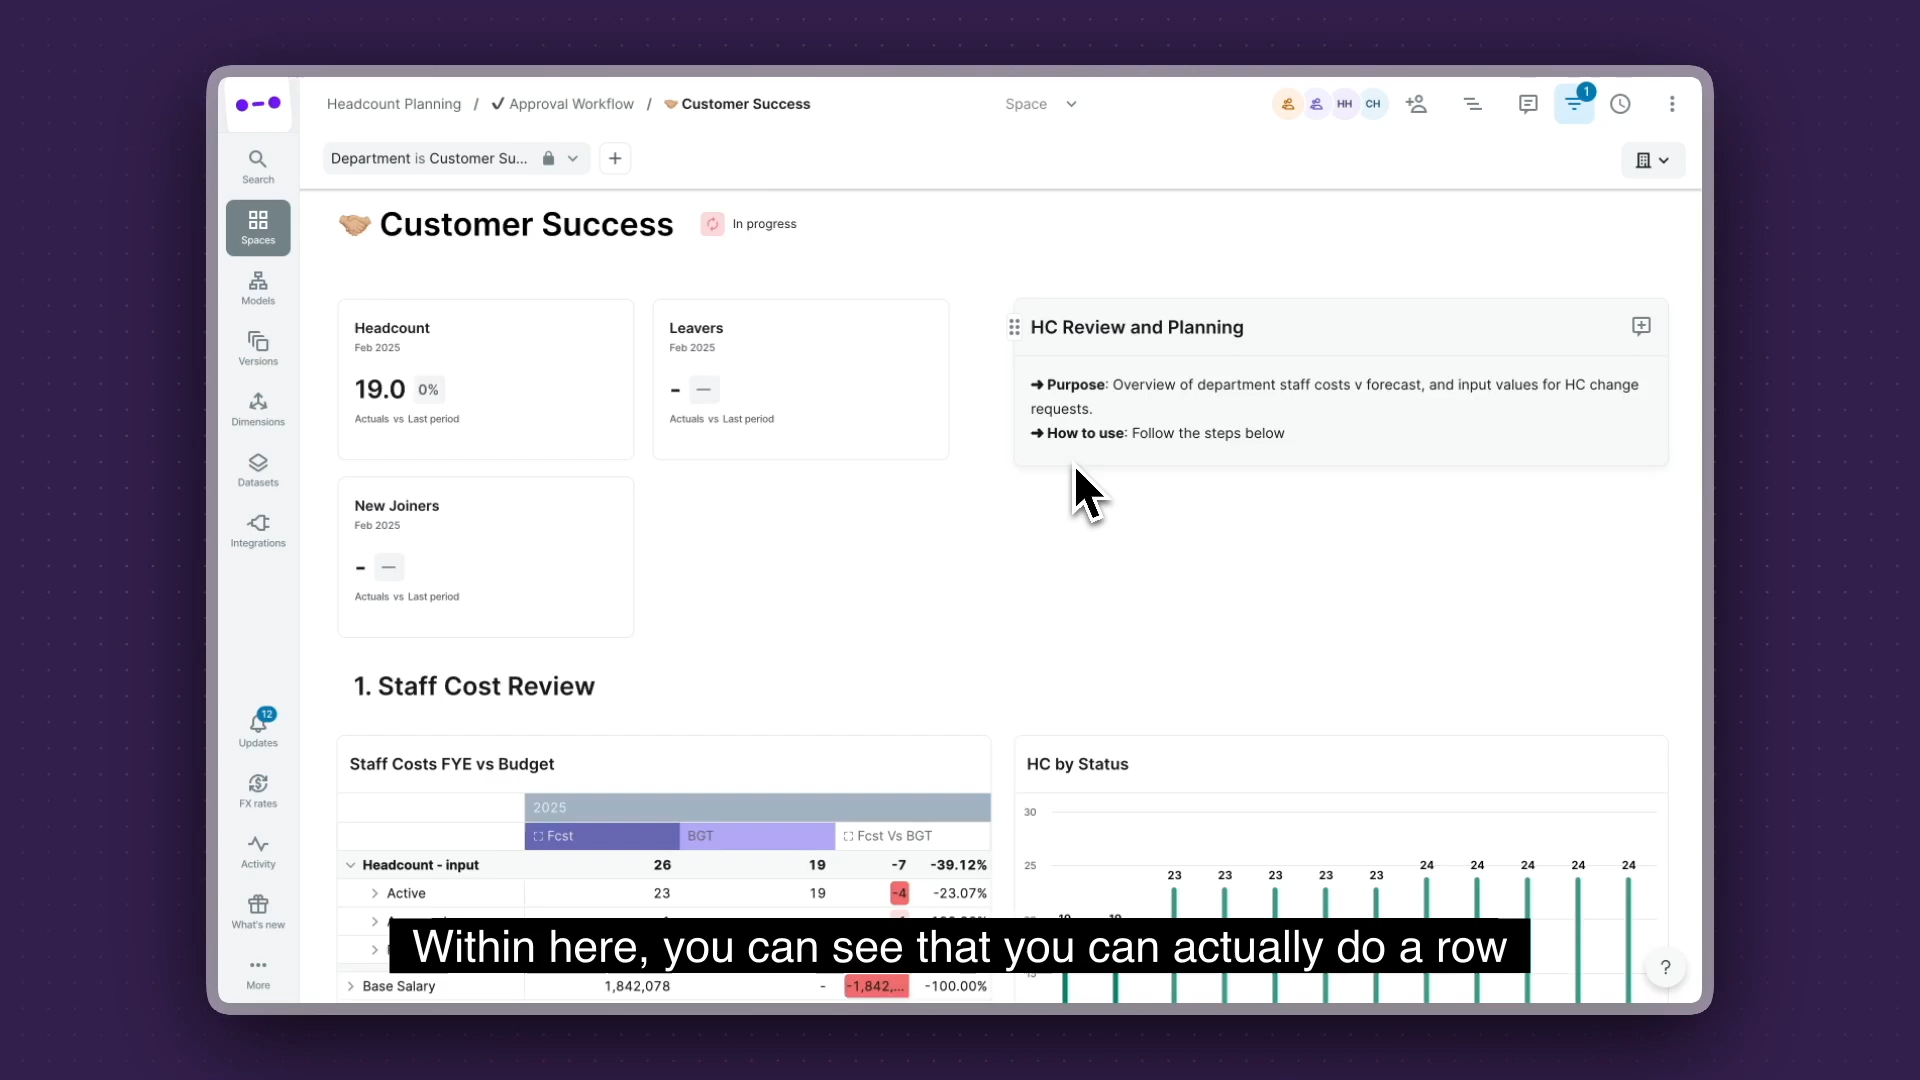 Headcount Planning / Approval Workflow / Customer Success
Space
HH
CH
1
Department is Customer Su...
Search
Spaces
Models
Versions
Dimensions
Datasets
Integrations
12
Updates
FX rates
Activity
What's new
More
Customer Success
In progress
Headcount
Feb 2025
19.0 0%
Actuals vs Last period
Leavers
Feb 2025
- —
Actuals vs Last period
HC Review and Planning
➔ Purpose: Overview of department staff costs v forecast, and input values for HC change
requests.
➔ How to use: Follow the steps below
New Joiners
Feb 2025
- —
Actuals vs Last period
1. Staff Cost Review
Staff Costs FYE vs Budget
2025
Fcst BGT Fcst Vs BGT
Headcount - input 26 19 -7 -39.12%
Active 23 19 -4 -23.07%
Base Salary 1,842,078 - -1,842,... -100.00%
HC by Status
30
25
23 23 23 23 23 24 24 24 24 24
?
Within here, you can see that you can actually do a row